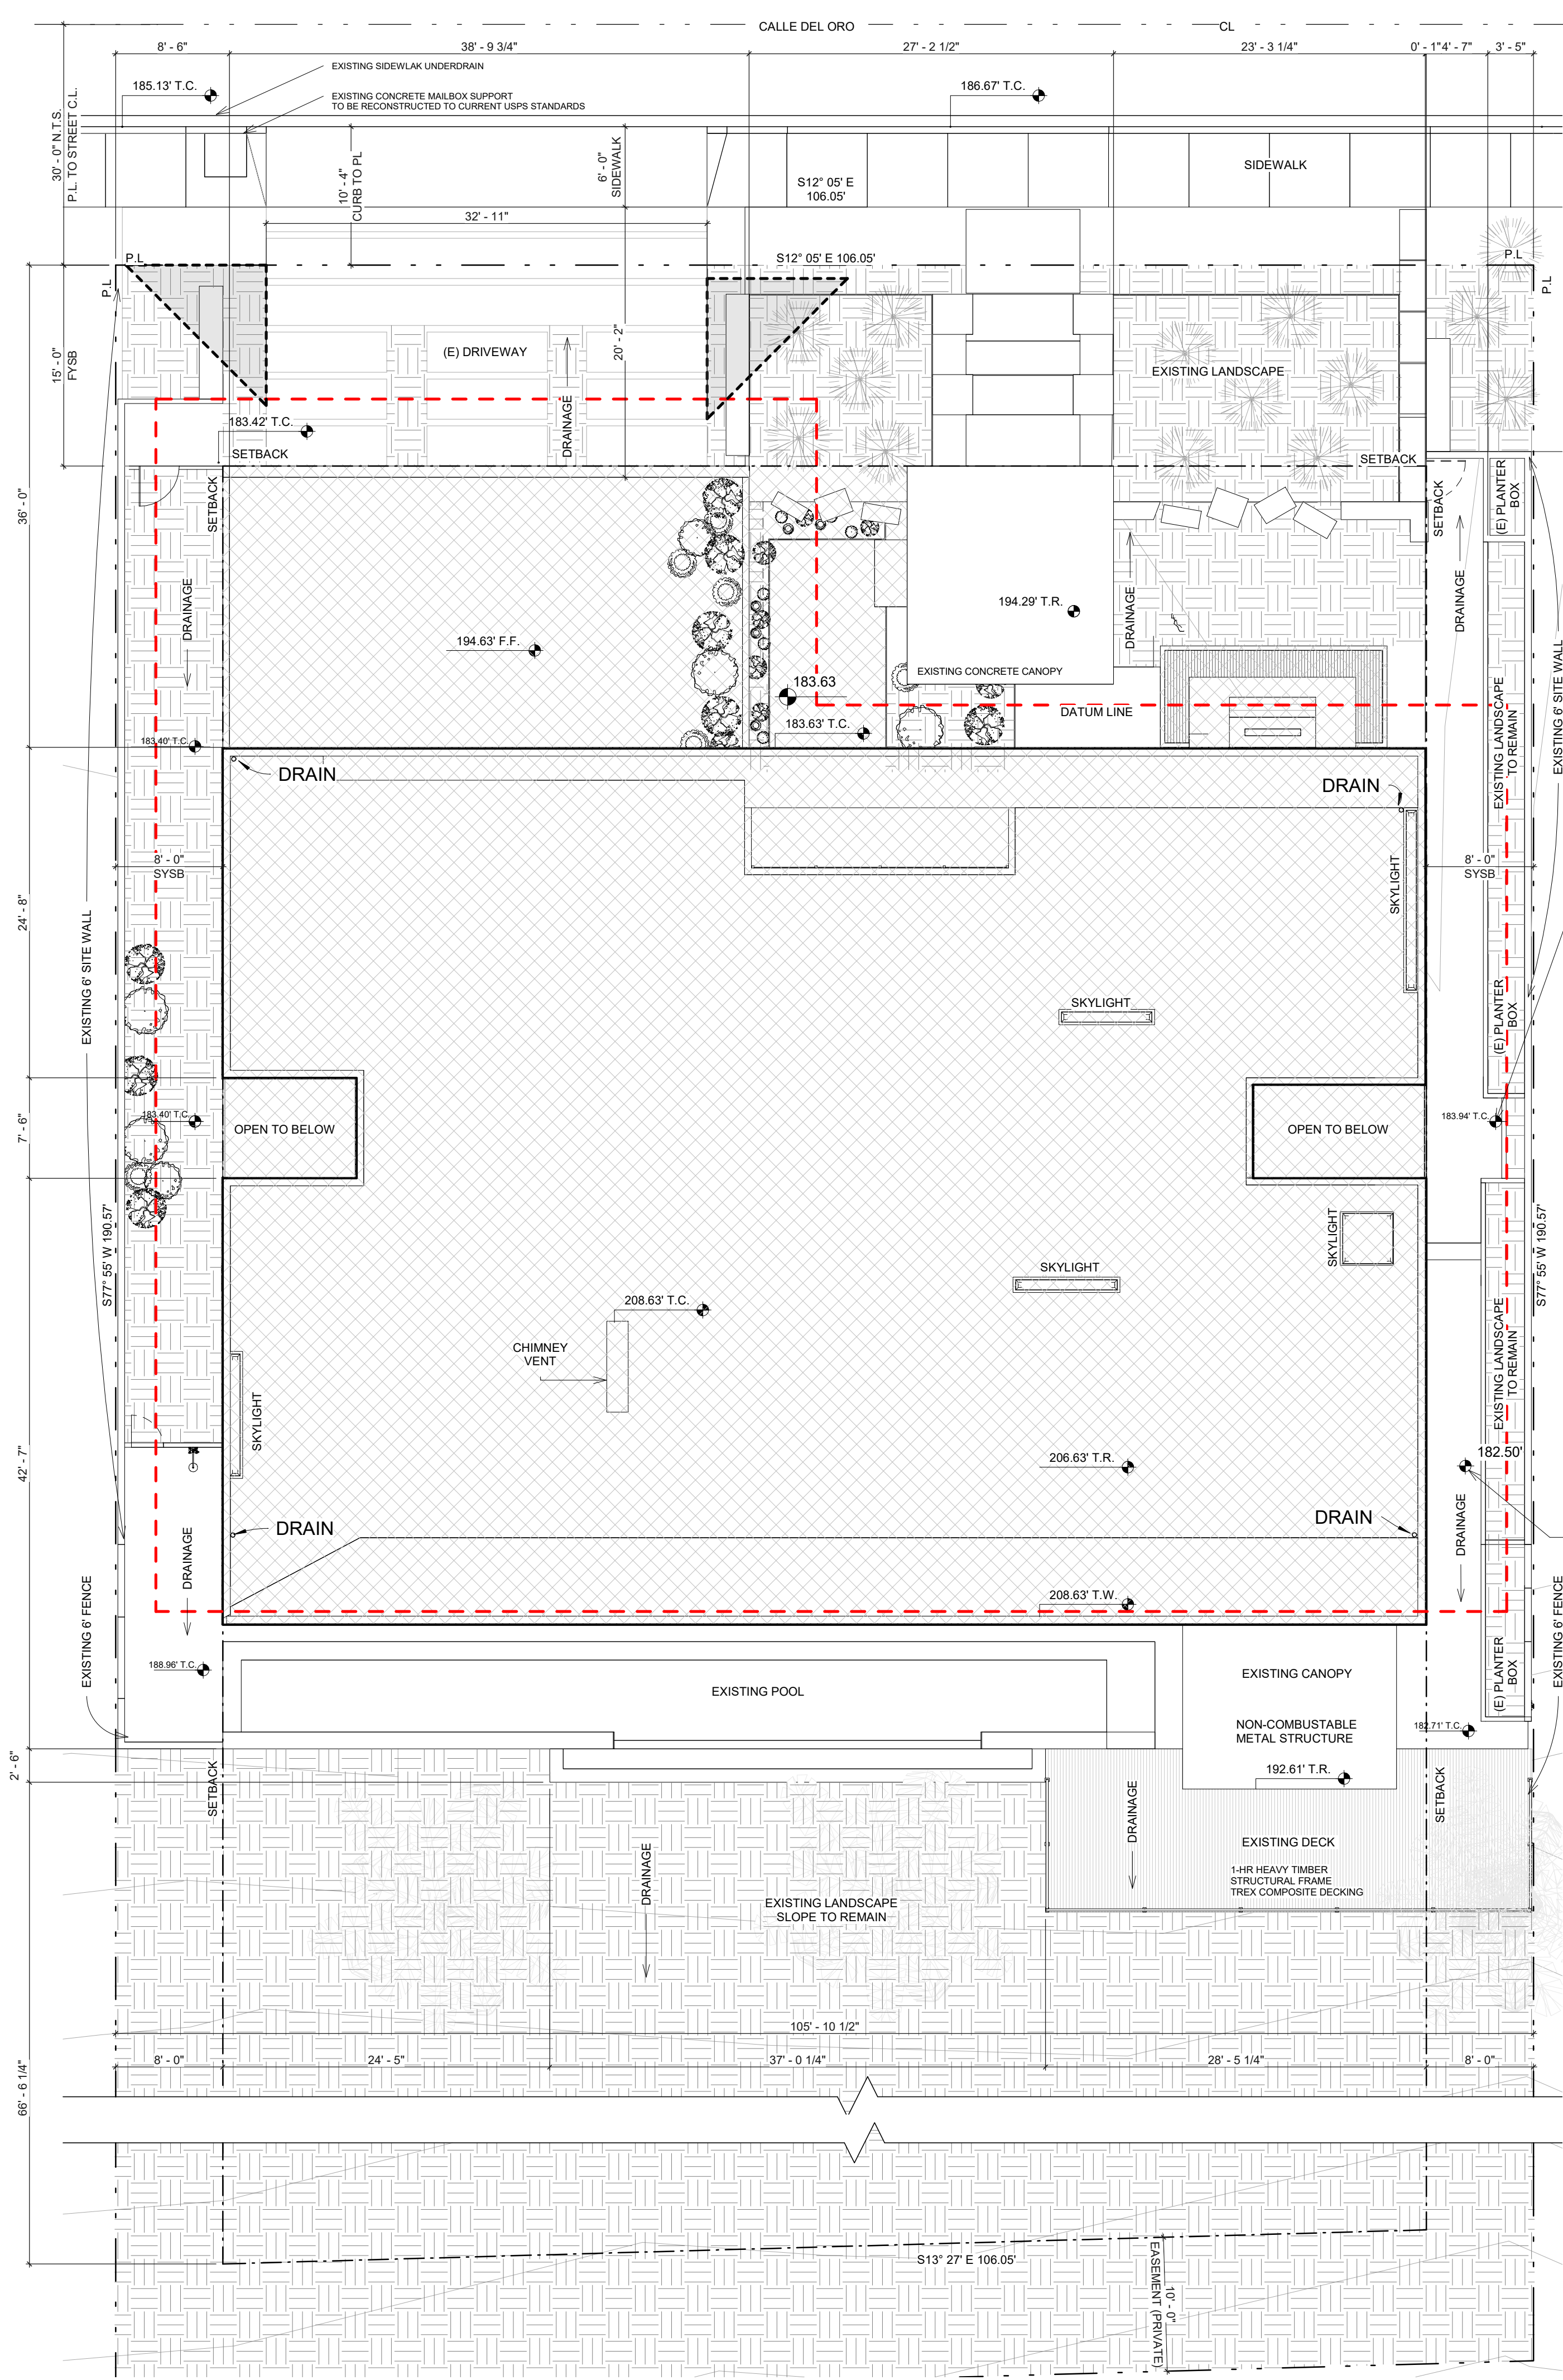 CALLE DEL ORO
CL
8' - 6"
38' - 9 3/4"
27' - 2 1/2"
23' - 3 1/4"
0' - 1"
4' - 7"
3' - 5"
EXISTING SIDEWLAK UNDERDRAIN
185.13' T.C.
186.67' T.C.
EXISTING CONCRETE MAILBOX SUPPORT
TO BE RECONSTRUCTED TO CURRENT USPS STANDARDS
30' - 0" N.T.S.
P.L. TO STREET C.L.
10' - 4"
CURB TO PL
6' - 0"
SIDEWALK
SIDEWALK
S12° 05' E
106.05'
32' - 11"
P.L
P.L
S12° 05' E 106.05'
P.L
P.L
15' - 0"
FYSB
(E) DRIVEWAY
DRAINAGE
20' - 2"
EXISTING LANDSCAPE
183.42' T.C.
SETBACK
SETBACK
SETBACK
SETBACK
(E) PLANTER
BOX
36' - 0"
DRAINAGE
DRAINAGE
DRAINAGE
194.63' F.F.
194.29' T.R.
EXISTING CONCRETE CANOPY
183.63
183.63' T.C.
DATUM LINE
EXISTING LANDSCAPE
TO REMAIN
EXISTING 6' SITE WALL
183.40' T.C.
DRAIN
DRAIN
8' - 0"
SYSB
8' - 0"
SYSB
24' - 8"
SKYLIGHT
EXISTING 6' SITE WALL
SKYLIGHT
(E) PLANTER
BOX
7' - 6"
183.40' T.C.
OPEN TO BELOW
OPEN TO BELOW
183.94' T.C.
S77° 55' W 190.57'
S77° 55' W 190.57'
SKYLIGHT
SKYLIGHT
208.63' T.C.
CHIMNEY
VENT
EXISTING LANDSCAPE
TO REMAIN
SKYLIGHT
42' - 7"
206.63' T.R.
182.50'
DRAIN
DRAIN
DRAINAGE
DRAINAGE
208.63' T.W.
EXISTING 6' FENCE
EXISTING 6' FENCE
188.96' T.C.
EXISTING POOL
EXISTING CANOPY
(E) PLANTER
BOX
NON-COMBUSTABLE
METAL STRUCTURE
182.71' T.C.
2' - 6"
192.61' T.R.
SETBACK
SETBACK
DRAINAGE
DRAINAGE
EXISTING DECK
1-HR HEAVY TIMBER
STRUCTURAL FRAME
TREX COMPOSITE DECKING
EXISTING LANDSCAPE
SLOPE TO REMAIN
105' - 10 1/2"
8' - 0"
24' - 5"
37' - 0 1/4"
28' - 5 1/4"
8' - 0"
66' - 6 1/4"
S13° 27' E 106.05'
10' - 0"
EASEMENT (PRIVATE)